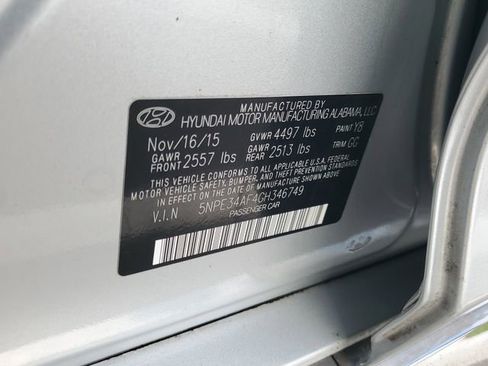 MANUFACTURED BY
HYUNDAI MOTOR MANUFACTURING ALABAMA, LLC
Nov/16/15 GVWR 4497 lbs PAINT Y8
GAWR FRONT 2557 lbs GAWR REAR 2513 lbs TRIM GG
THIS VEHICLE CONFORMS TO ALL APPLICABLE U.S.A. FEDERAL
MOTOR VEHICLE SAFETY, BUMPER, AND THEFT PREVENTION STANDARDS
IN EFFECT ON THE DATE OF MANUFACTURE SHOWN ABOVE.
V.I.N 5NPE34AF4GH346749
PASSENGER CAR